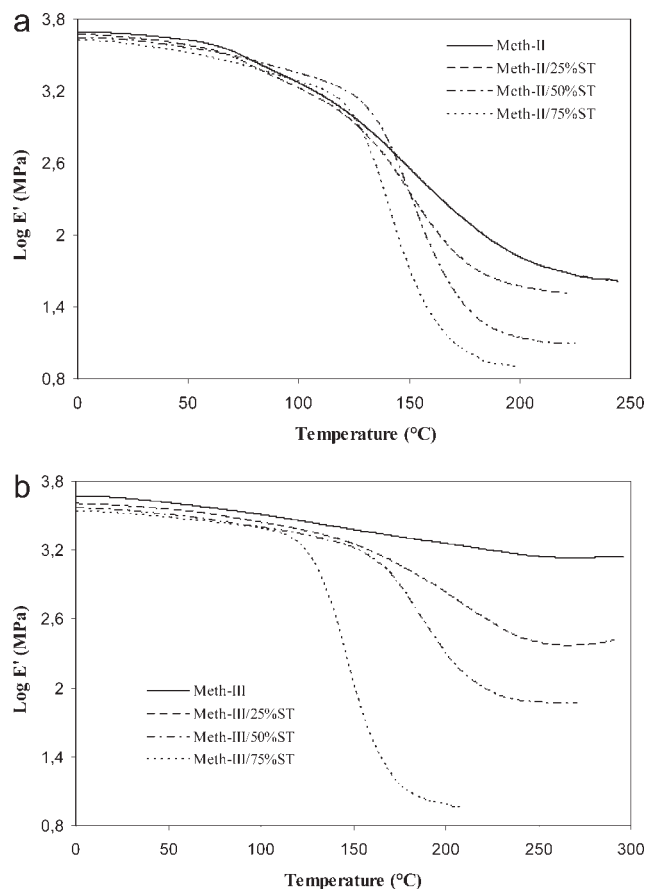 a
3,8
3,2
2,6
2
1,4
0,8
Log E' (MPa)
Meth-II
Meth-II/25%ST
Meth-II/50%ST
Meth-II/75%ST
0 50 100 150 200 250
Temperature (°C)
b
3,8
3,2
2,6
2
1,4
0,8
Log E' (MPa)
Meth-III
Meth-III/25%ST
Meth-III/50%ST
Meth-III/75%ST
0 50 100 150 200 250 300
Temperature (°C)